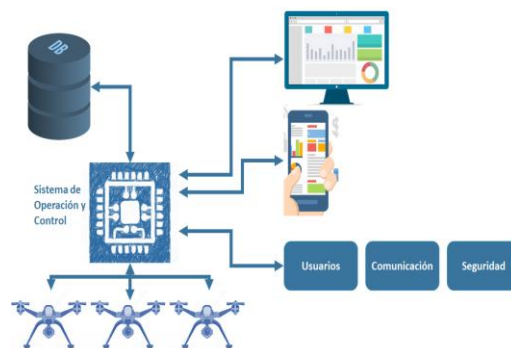 DB
Sistema de
Operación y
Control
Usuarios
Comunicación
Seguridad